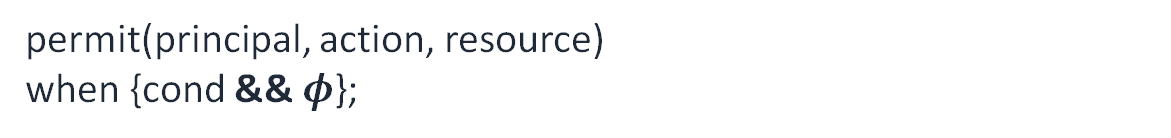 permit(principal, action, resource)
when {cond && ϕ};